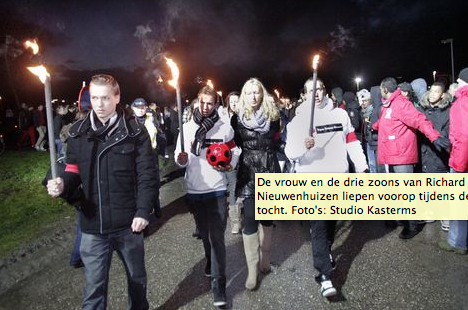 De vrouw en de drie zoons van Richard
Nieuwenhuizen liepen voorop tijdens de
tocht. Foto's: Studio Kasterms